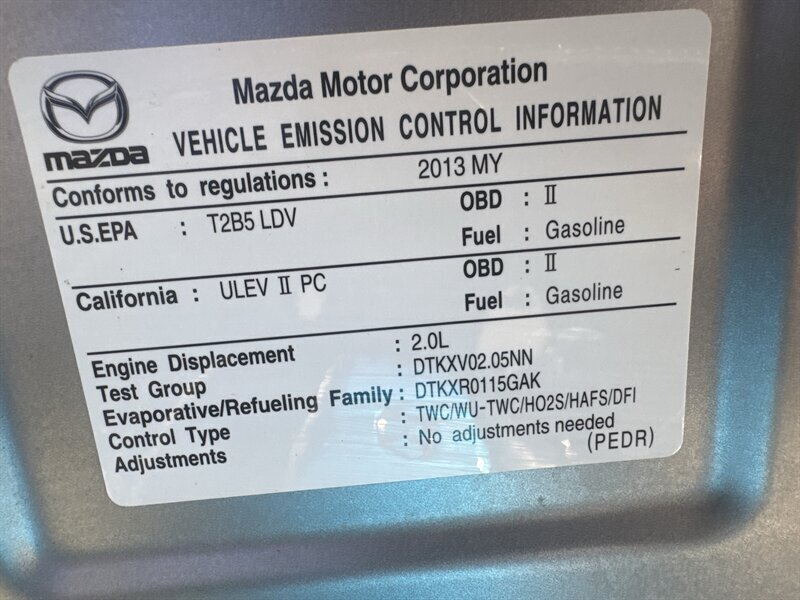 Mazda Motor Corporation
mazda
VEHICLE EMISSION CONTROL INFORMATION
Conforms to regulations : 2013 MY
U.S.EPA : T2B5 LDV OBD : II
Fuel : Gasoline
California : ULEV II PC OBD : II
Fuel : Gasoline
Engine Displacement : 2.0L
Test Group : DTKXV02.05NN
Evaporative/Refueling Family : DTKXR0115GAK
Control Type : TWC/WU-TWC/HO2S/HAFS/DFI
Adjustments : No adjustments needed
(PEDR)